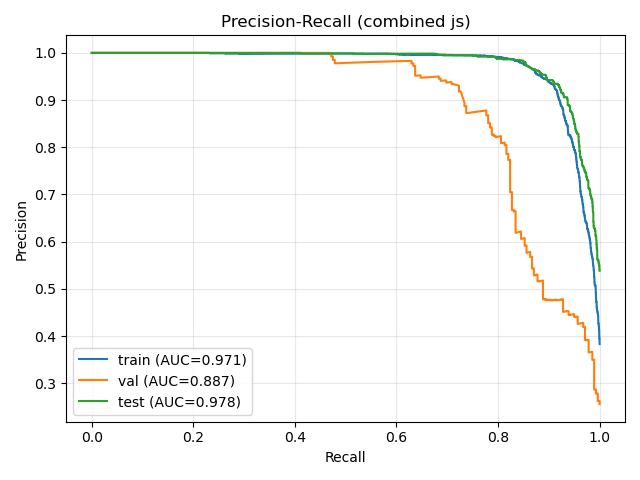 Precision-Recall (combined js)
1.0
0.9
0.8
0.7
0.6
0.5
0.4
0.3
Precision
train (AUC=0.971)
val (AUC=0.887)
test (AUC=0.978)
0.0 0.2 0.4 0.6 0.8 1.0
Recall